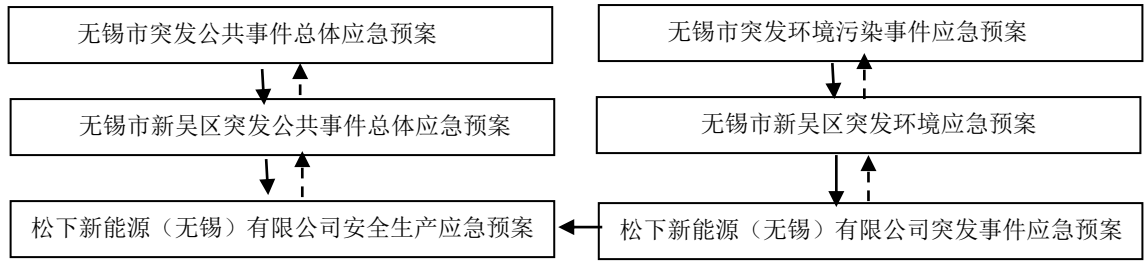 无锡市突发公共事件总体应急预案
无锡市突发环境污染事件应急预案
无锡市新吴区突发公共事件总体应急预案
无锡市新吴区突发环境应急预案
松下新能源（无锡）有限公司安全生产应急预案
松下新能源（无锡）有限公司突发事件应急预案